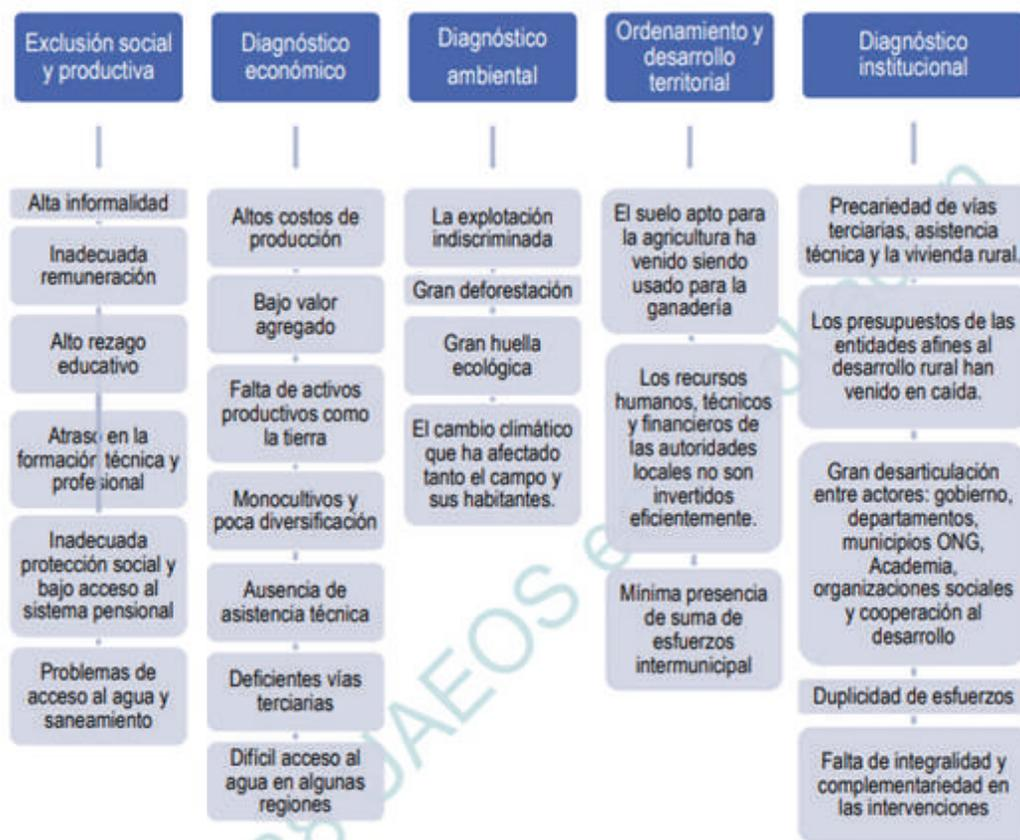 Exclusión social
y productiva
Alta informalidad
Inadecuada
remuneración
Alto rezago
educativo
Atraso en la
formación técnica y
profesional
Inadecuada
protección social y
bajo acceso al
sistema pensional
Problemas de
acceso al agua y
saneamiento
Diagnóstico
económico
Altos costos de
producción
Bajo valor
agregado
Falta de activos
productivos como
la tierra
Monocultivos y
poca diversificación
Ausencia de
asistencia técnica
Deficientes vías
terciarias
Difícil acceso al
agua en algunas
regiones
Diagnóstico
ambiental
La explotación
indiscriminada
Gran deforestación
Gran huella
ecológica
El cambio climático
que ha afectado
tanto el campo y
sus habitantes.
Ordenamiento y
desarrollo
territorial
El suelo apto para
la agricultura ha
venido siendo
usado para la
ganadería
Los recursos
humanos, técnicos
y financieros de
las autoridades
locales no son
invertidos
eficientemente.
Mínima presencia
de suma de
esfuerzos
intermunicipal
Diagnóstico
institucional
Precariedad de vías
terciarias, asistencia
técnica y la vivienda rural.
Los presupuestos de las
entidades afines al
desarrollo rural han
venido en caída.
Gran desarticulación
entre actores: gobierno,
departamentos,
municipios ONG,
Academia,
organizaciones sociales
y cooperación al
desarrollo
Duplicidad de esfuerzos
Falta de integralidad y
complementariedad en
las intervenciones
UAEOS